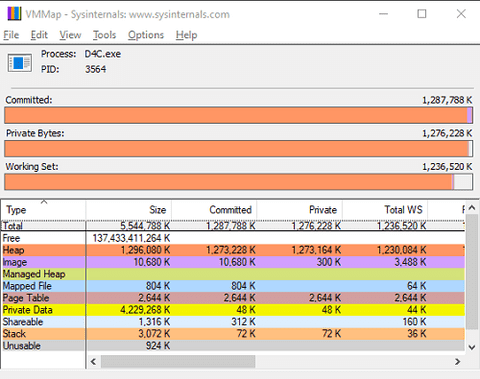 VMMap - Sysinternals: www.sysinternals.com
File Edit View Tools Options Help
Process: D4C.exe
PID: 3564
Committed: 1,287,788 K
Private Bytes: 1,276,228 K
Working Set: 1,236,520 K
Type Size Committed Private Total WS
Total 5,544,788 K 1,287,788 K 1,276,228 K 1,236,520 K
Free 137,433,411,264 K
Heap 1,296,080 K 1,273,228 K 1,273,164 K 1,230,084 K
Image 10,680 K 10,680 K 300 K 3,488 K
Managed Heap
Mapped File 804 K 804 K 64 K
Page Table 2,644 K 2,644 K 2,644 K 2,644 K
Private Data 4,229,268 K 48 K 48 K 44 K
Shareable 1,316 K 312 K 160 K
Stack 3,072 K 72 K 72 K 36 K
Unusable 924 K